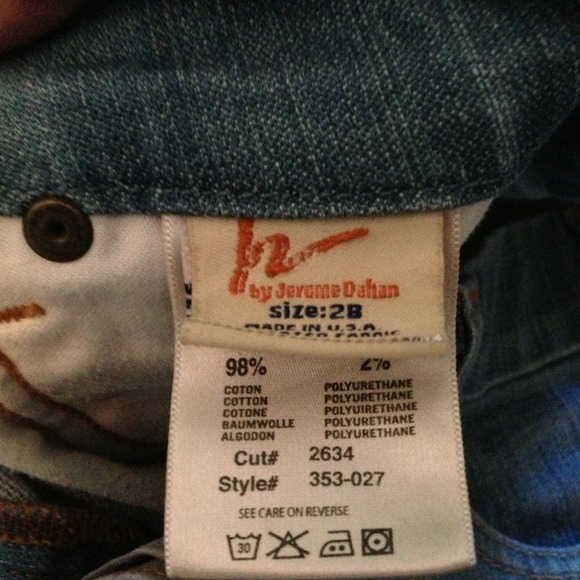 by Jerome Dahan
size:28
MADE IN U.S.A.
98% 2%
COTON POLYURETHANE
COTTON POLYURETHANE
COTONE POLYUIRETHANE
BAUMWOLLE POLYURETHANE
ALGODON POLYURETHANE
Cut# 2634
Style# 353-027
SEE CARE ON REVERSE
30